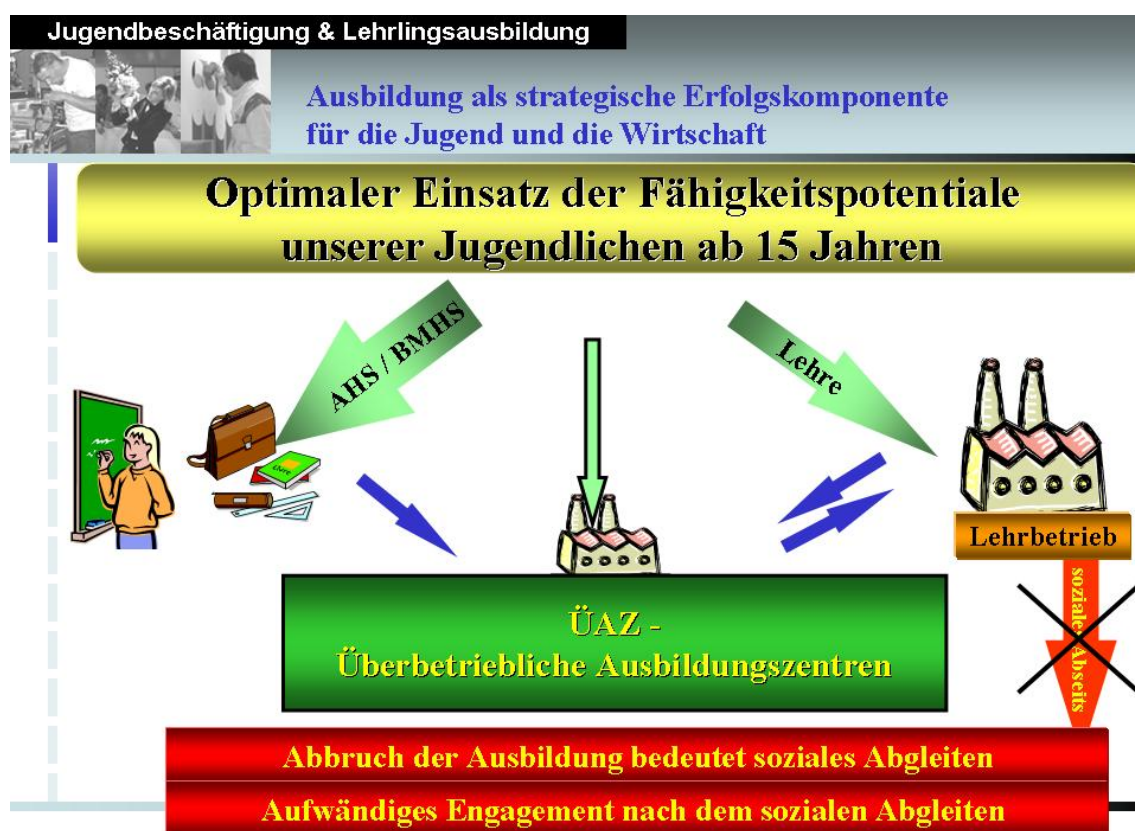 Jugendbeschäftigung & Lehrlingsausbildung
Ausbildung als strategische Erfolgskomponente
für die Jugend und die Wirtschaft
Optimaler Einsatz der Fähigkeitspotentiale
unserer Jugendlichen ab 15 Jahren
AHS / BMHS
Lehre
Livre
Lehrbetrieb
soziales Abseits
ÜAZ -
Überbetriebliche Ausbildungszentren
Abbruch der Ausbildung bedeutet soziales Abgleiten
Aufwändiges Engagement nach dem sozialen Abgleiten